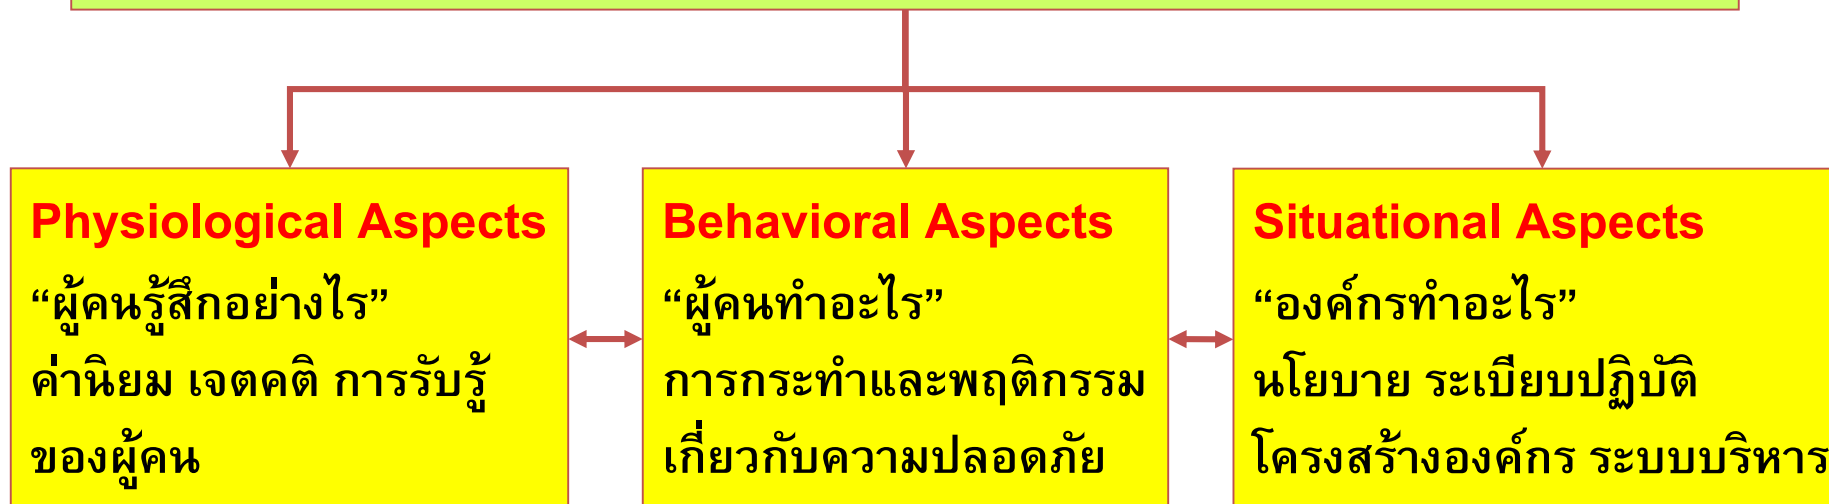 Physiological Aspects
“ผู้คนรู้สึกอย่างไร”
ค่านิยม เจตคติ การรับรู้
ของผู้คน
Behavioral Aspects
“ผู้คนทำอะไร”
การกระทำและพฤติกรรม
เกี่ยวกับความปลอดภัย
Situational Aspects
“องค์กรทำอะไร”
นโยบาย ระเบียบปฏิบัติ
โครงสร้างองค์กร ระบบบริหาร